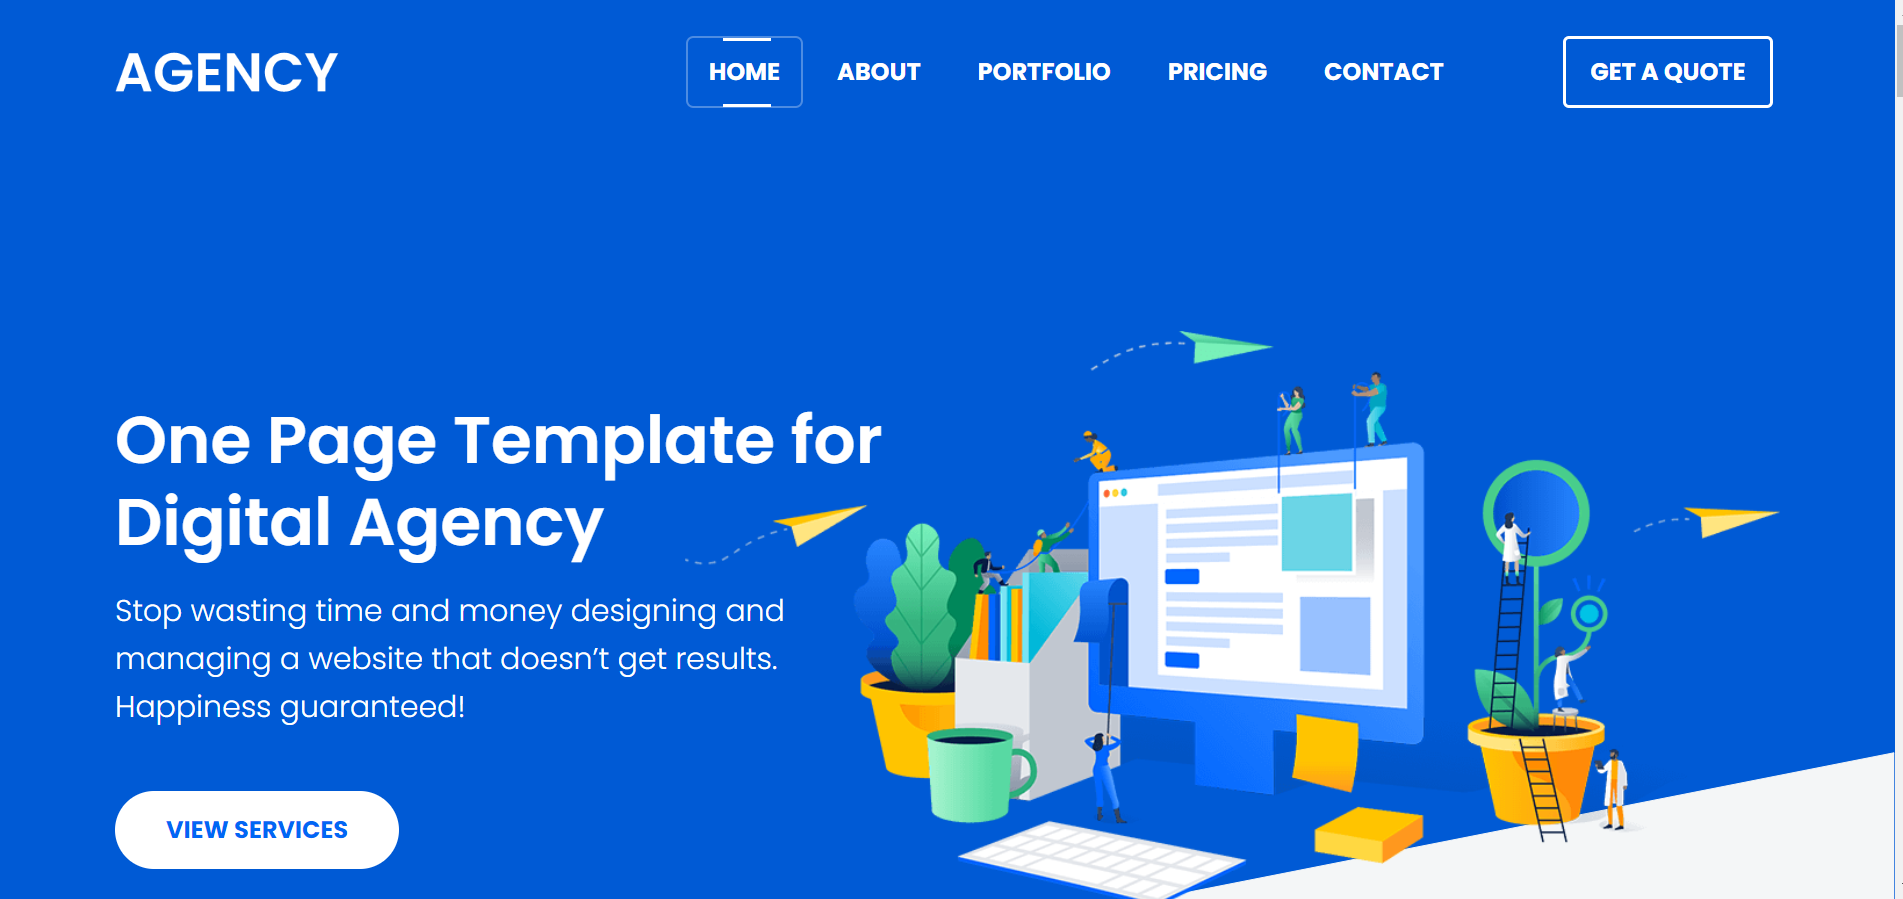 AGENCY
HOME
ABOUT
PORTFOLIO
PRICING
CONTACT
GET A QUOTE
One Page Template for
Digital Agency
Stop wasting time and money designing and
managing a website that doesn’t get results.
Happiness guaranteed!
VIEW SERVICES